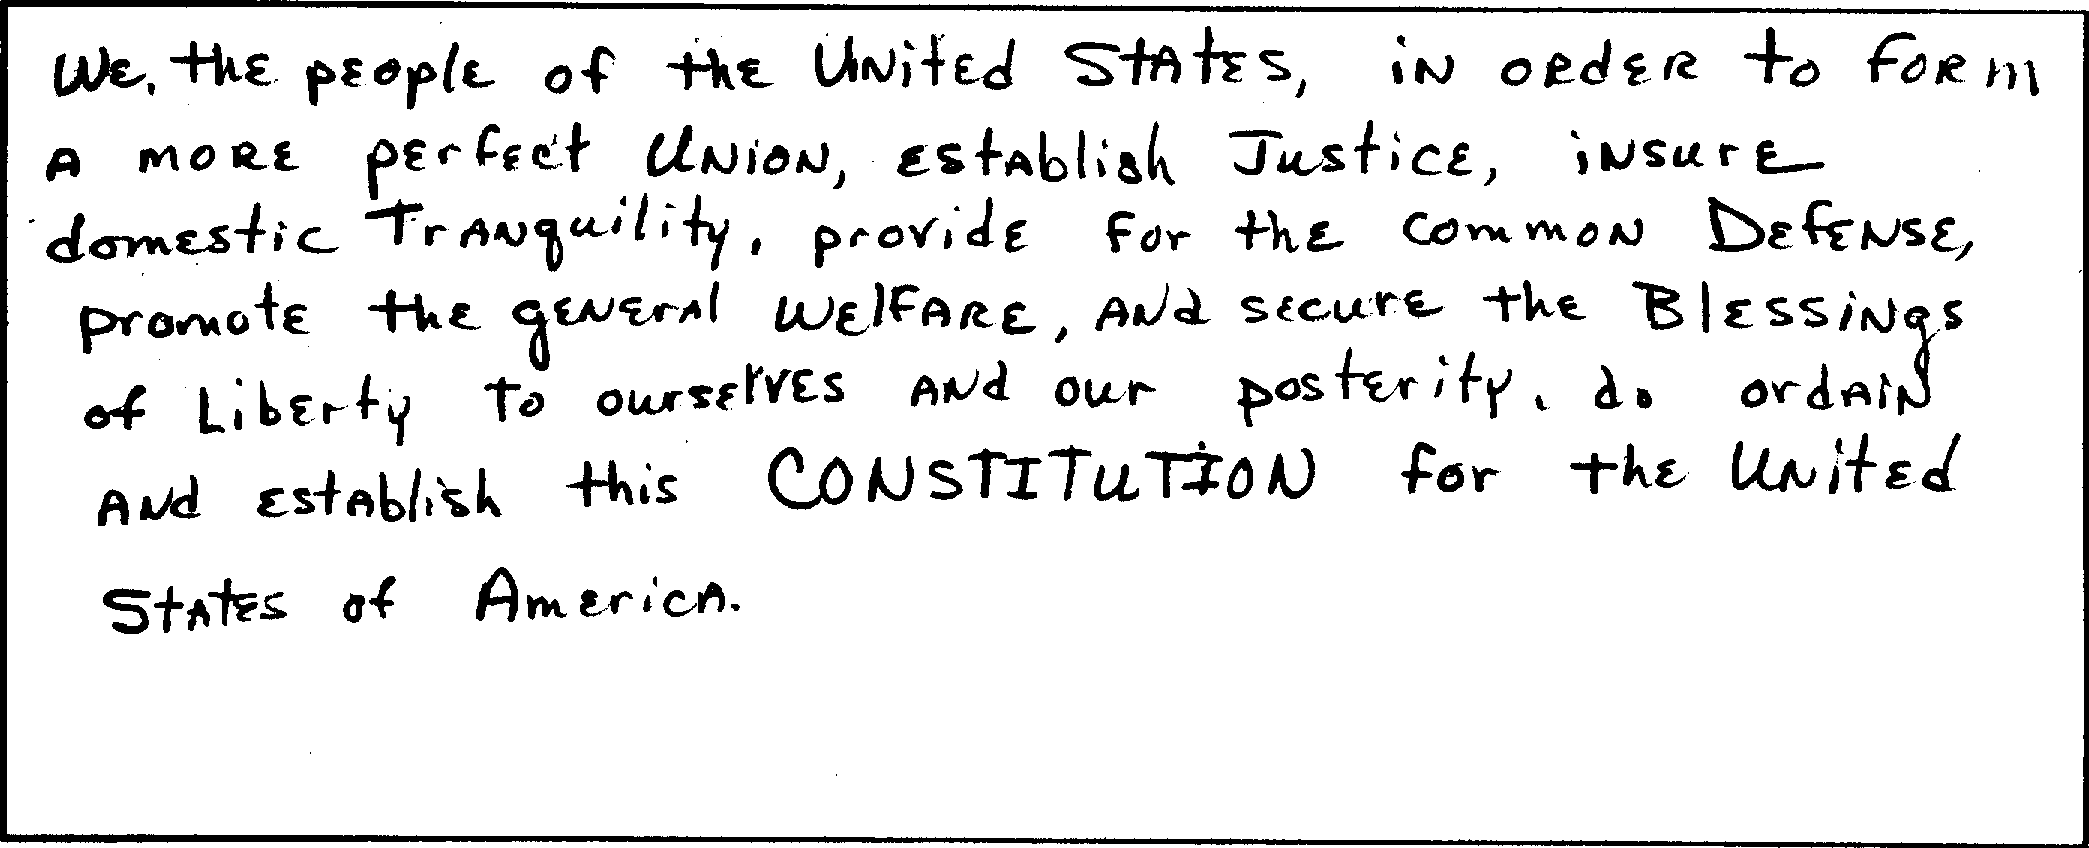 We, the people of the United States, in order to form
a more perfect Union, establish Justice, insure
domestic Tranquility, provide for the common Defense,
promote the general welfare, and secure the Blessings
of Liberty to ourselves and our posterity, do ordain
and establish this CONSTITUTION for the United
States of America.